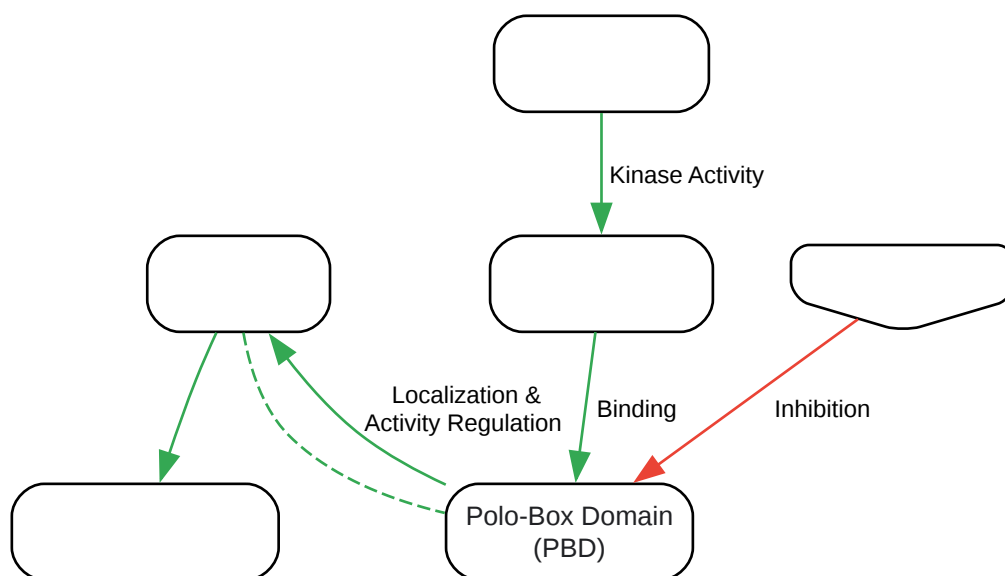 Kinase Activity
Localization &
Activity Regulation
Binding
Inhibition
Polo-Box Domain
(PBD)